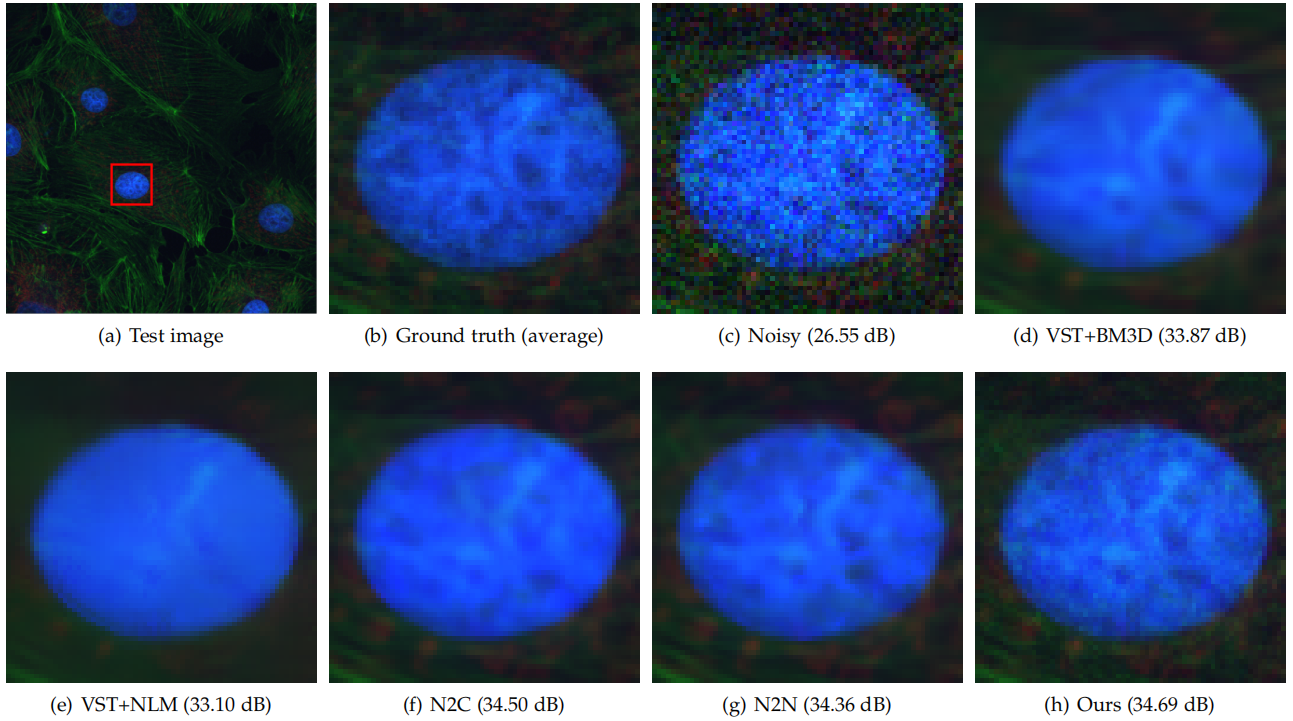 (a) Test image
(b) Ground truth (average)
(c) Noisy (26.55 dB)
(d) VST+BM3D (33.87 dB)
(e) VST+NLM (33.10 dB)
(f) N2C (34.50 dB)
(g) N2N (34.36 dB)
(h) Ours (34.69 dB)